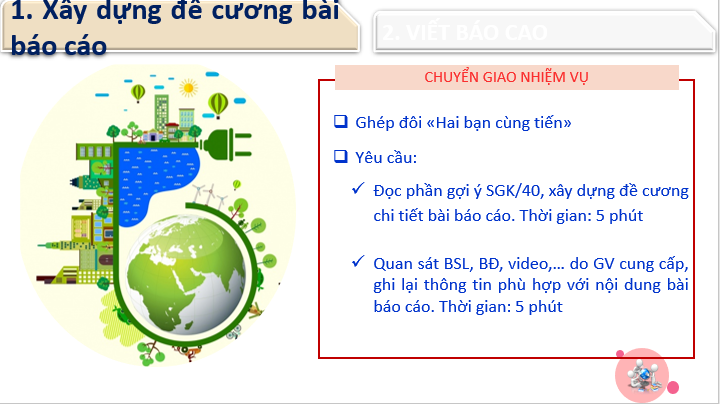 1. Xây dựng đề cương bài
báo cáo
2. VIẾT BÁO CAO
CHUYỂN GIAO NHIỆM VỤ
Ghép đôi «Hai bạn cùng tiến»
Yêu cầu:
Đọc phần gợi ý SGK/40, xây dựng đề cương
chi tiết bài báo cáo. Thời gian: 5 phút
Quan sát BSL, BĐ, video,... do GV cung cấp,
ghi lại thông tin phù hợp với nội dung bài
báo cáo. Thời gian: 5 phút